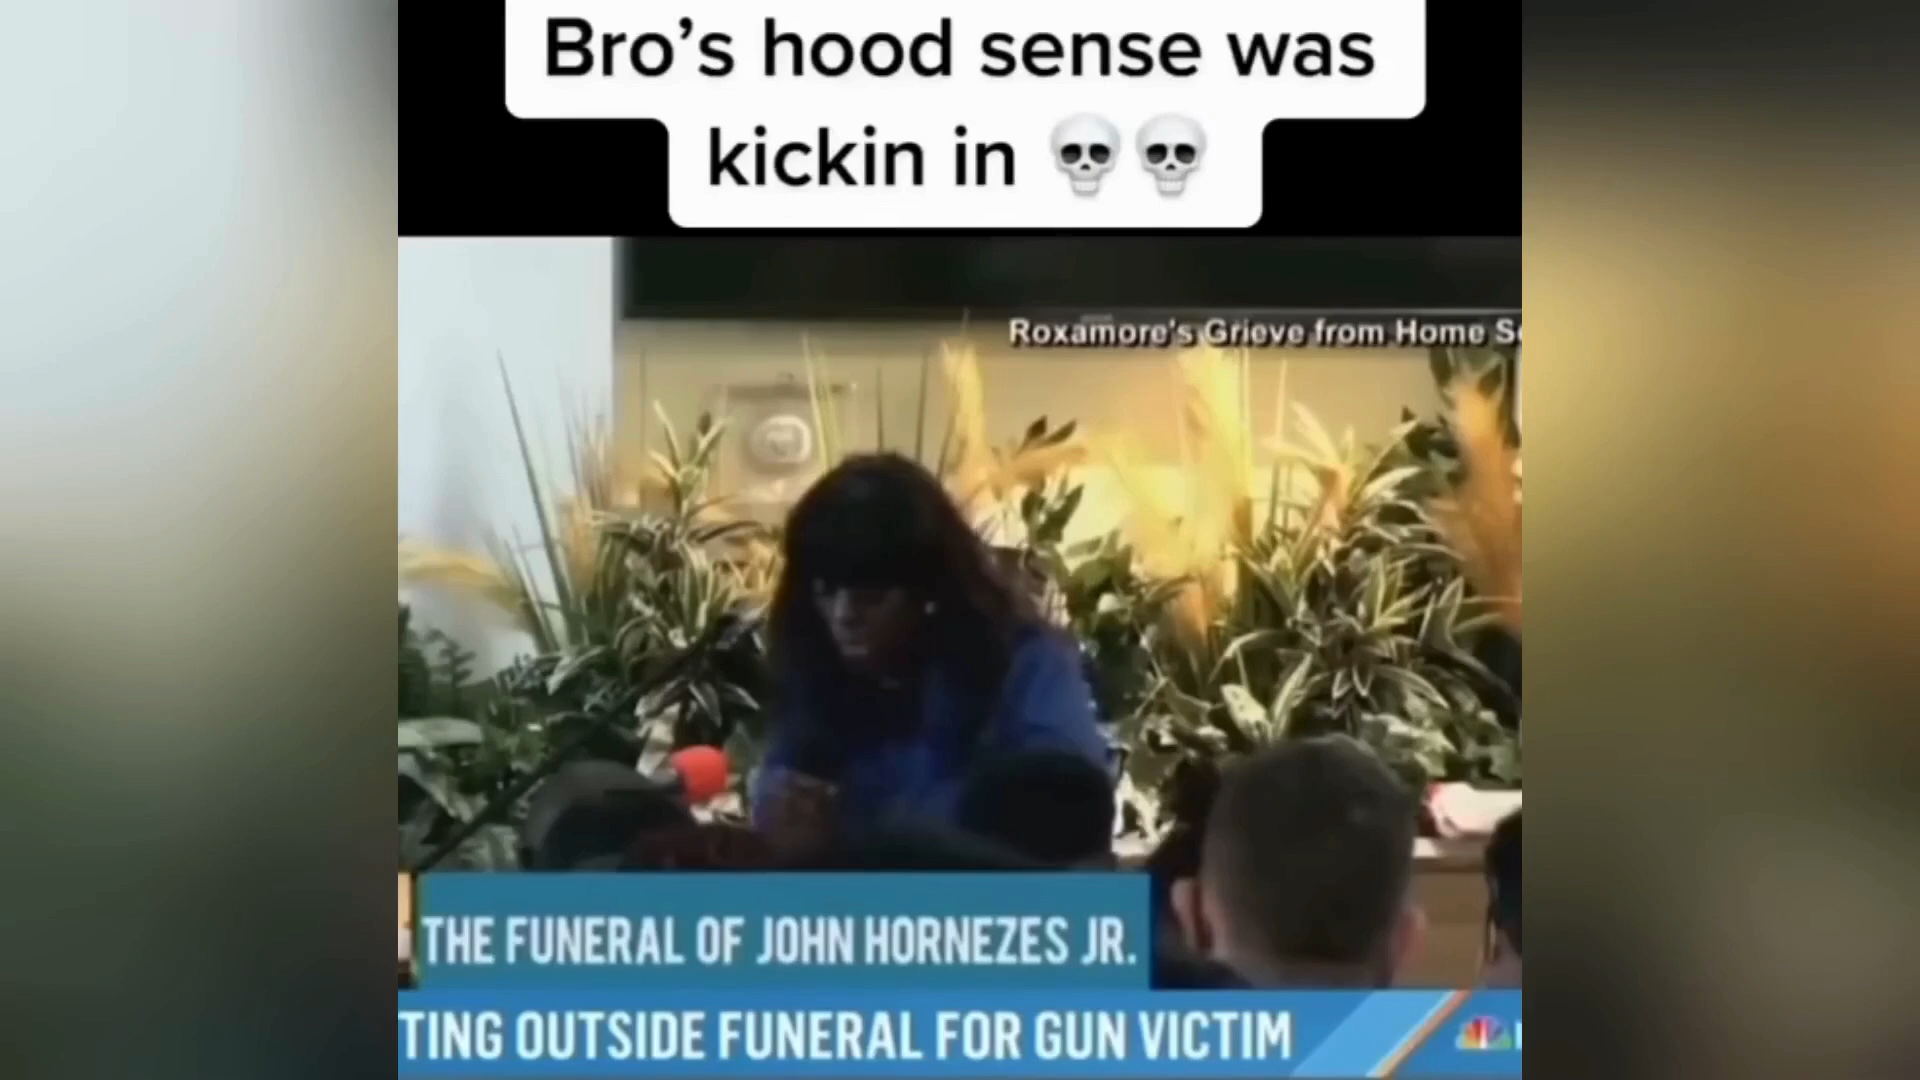 Bro’s hood sense was
kickin in 💀💀
Roxamore's Grieve from Home
THE FUNERAL OF JOHN HORNEZES JR.
TING OUTSIDE FUNERAL FOR GUN VICTIM